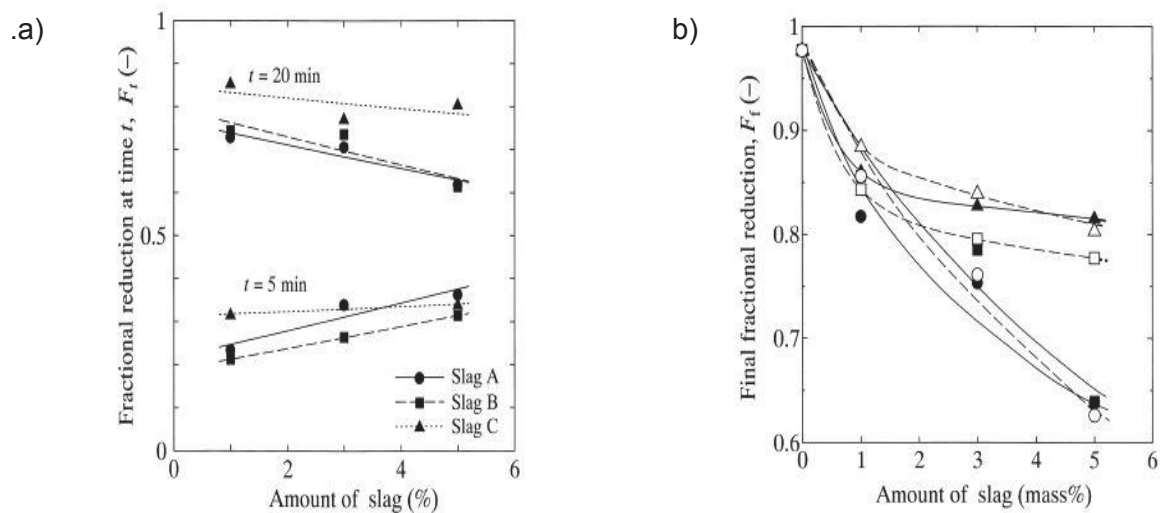 .a)
b)
Fractional reduction at time t, Fₜ (−)
1
0.5
0
t = 20 min
t = 5 min
Slag A
Slag B
Slag C
0 2 4 6
Amount of slag (%)
Final fractional reduction, F_f (−)
1
0.9
0.8
0.7
0.6
0 1 2 3 4 5 6
Amount of slag (mass%)